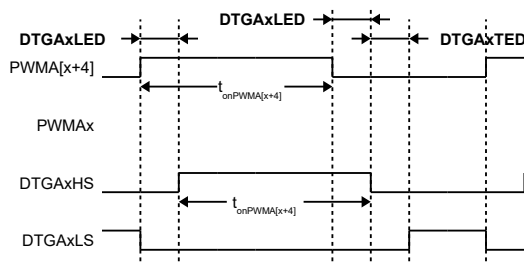 DTGAxLED
DTGAxLED
DTGAxTED
PWMA[x+4]
tonPWMA[x+4]
PWMAx
DTGAxHS
tonPWMA[x+4]
DTGAxLS